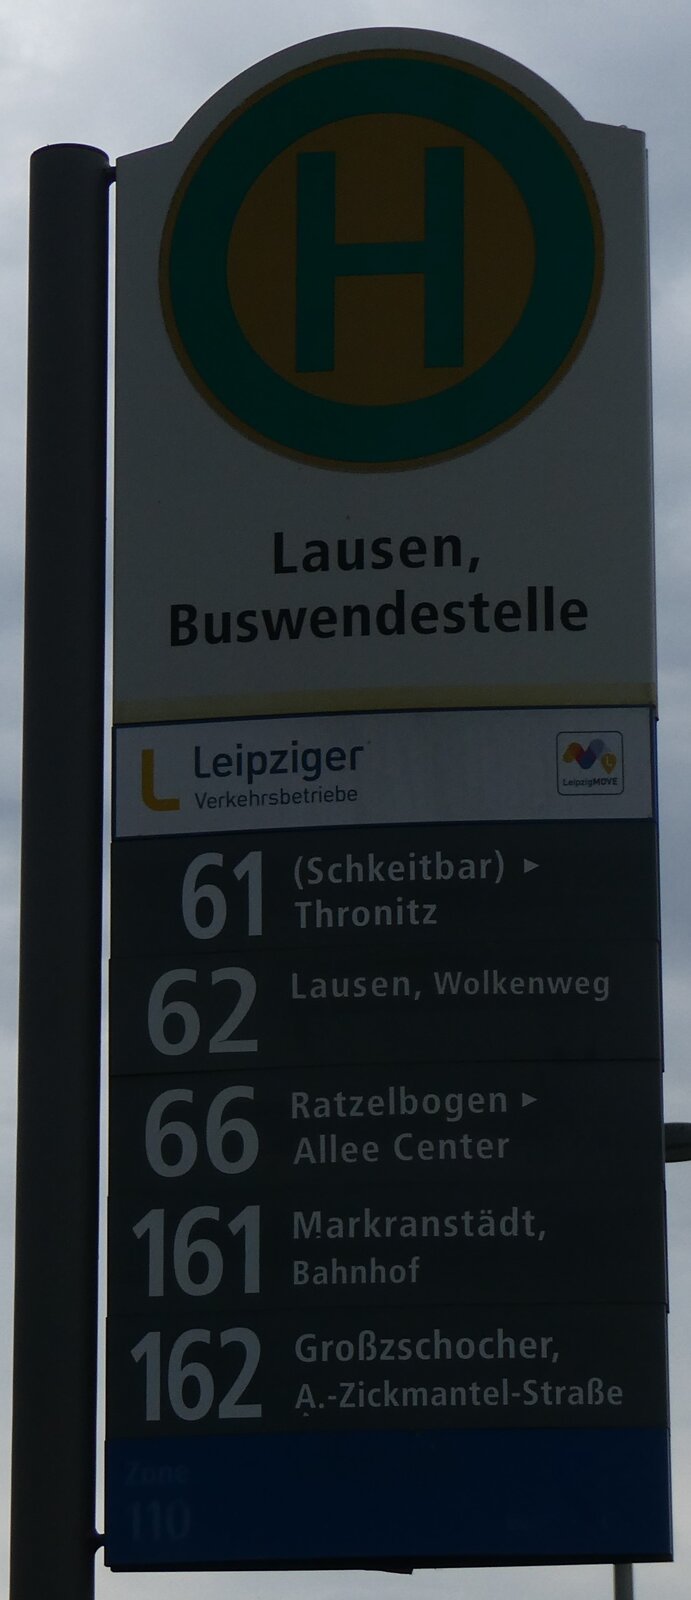 H
Lausen,
Buswendestelle
Leipziger
Verkehrsbetriebe
LeipzigMOVE
61 (Schkeitbar) ▸
Thronitz
62 Lausen, Wolkenweg
66 Ratzelbogen ▸
Allee Center
161 Markranstädt,
Bahnhof
162 Großzschocher,
A.-Zickmantel-Straße
Zone
110